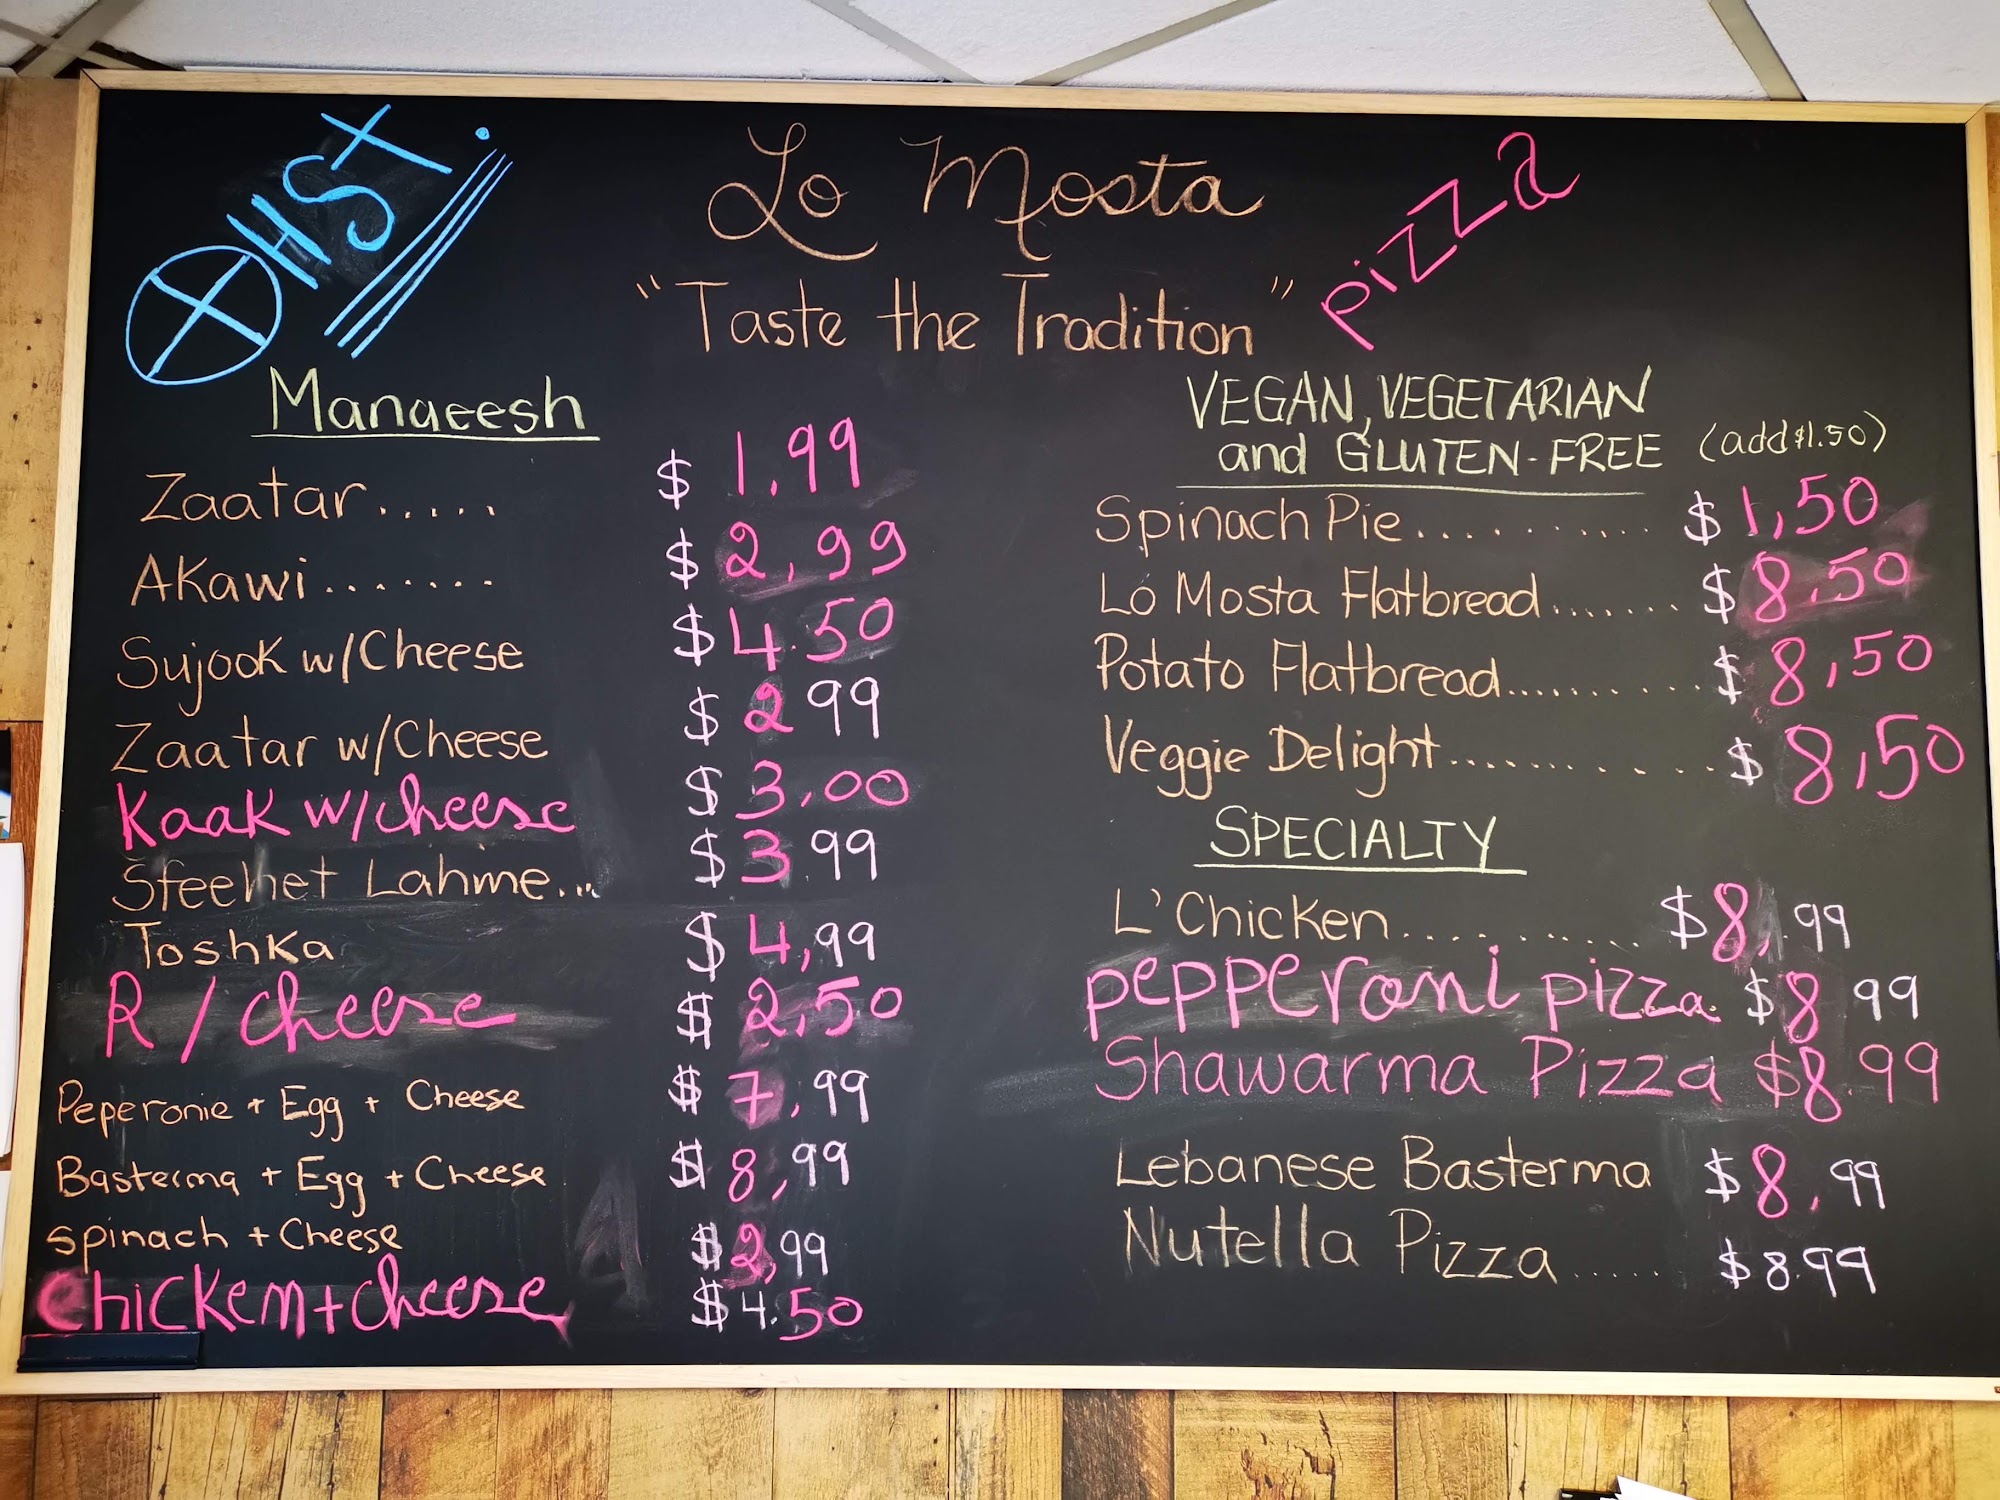 +HST.
Lo Mosta
pizza
"Taste the Tradition"
Manaeesh
Zaatar..... $ 1.99
AKawi....... $ 2,99
Sujook w/Cheese $ 4.50
Zaatar w/Cheese $ 2 99
Kaak w/cheese $ 3,00
Sfeehet Lahme... $ 3.99
Toshka $ 4,99
R / cheese $ 2,50
Peperonie + Egg + Cheese $ 7,99
Basterma + Egg + Cheese $ 8,99
spinach + Cheese $ 2,99
Chicken+cheese $4.50
VEGAN, VEGETARIAN
and GLUTEN-FREE (add $1.50)
Spinach Pie........... $ 1,50
Lo Mosta Flatbread....... $ 8.50
Potato Flatbread........... $ 8,50
Veggie Delight............ $ 8,50
SPECIALTY
L'Chicken.......... $8,.99
pepperoni pizza $8 99
Shawarma Pizza $8.99
Lebanese Basterma $8,99
Nutella Pizza..... $8.99